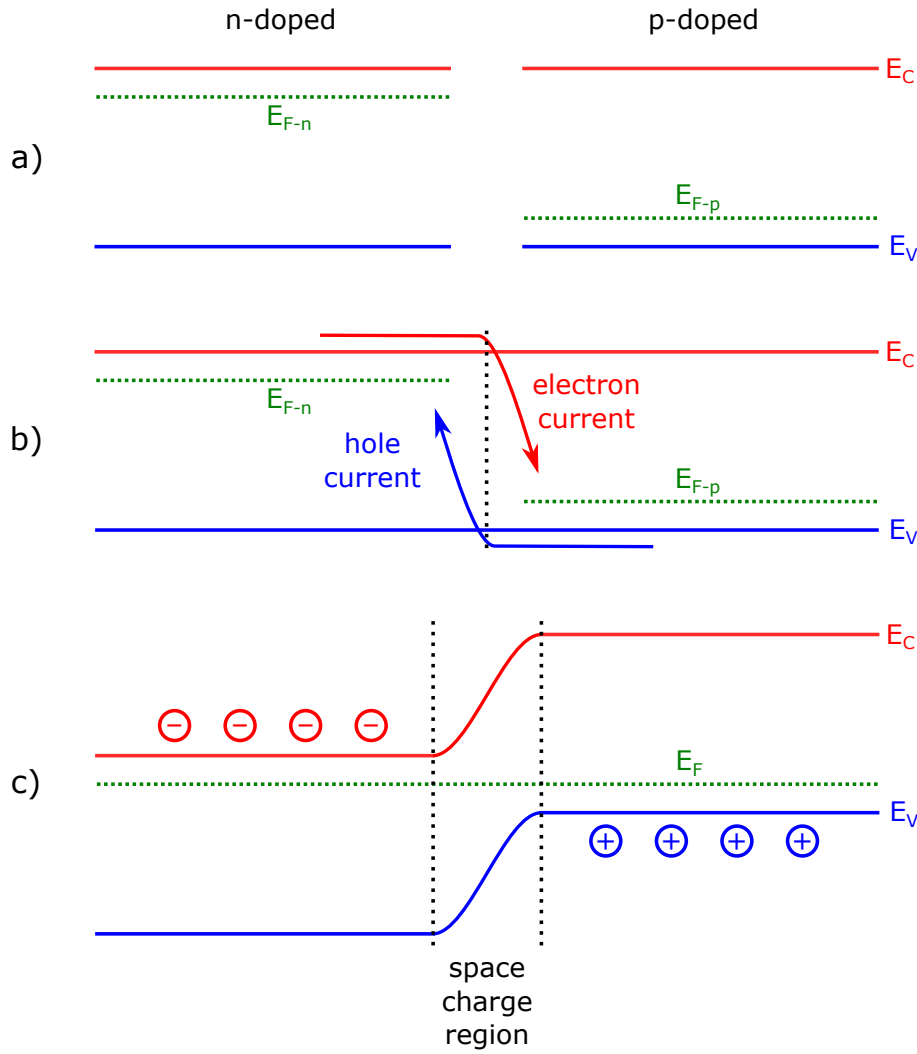 n-doped
p-doped
E_C
E_F-n
a)
E_F-p
E_V
E_C
E_F-n
electron
current
b)
hole
current
E_F-p
E_V
E_C
− − − −
E_F
c)
E_V
+ + + +
space
charge
region